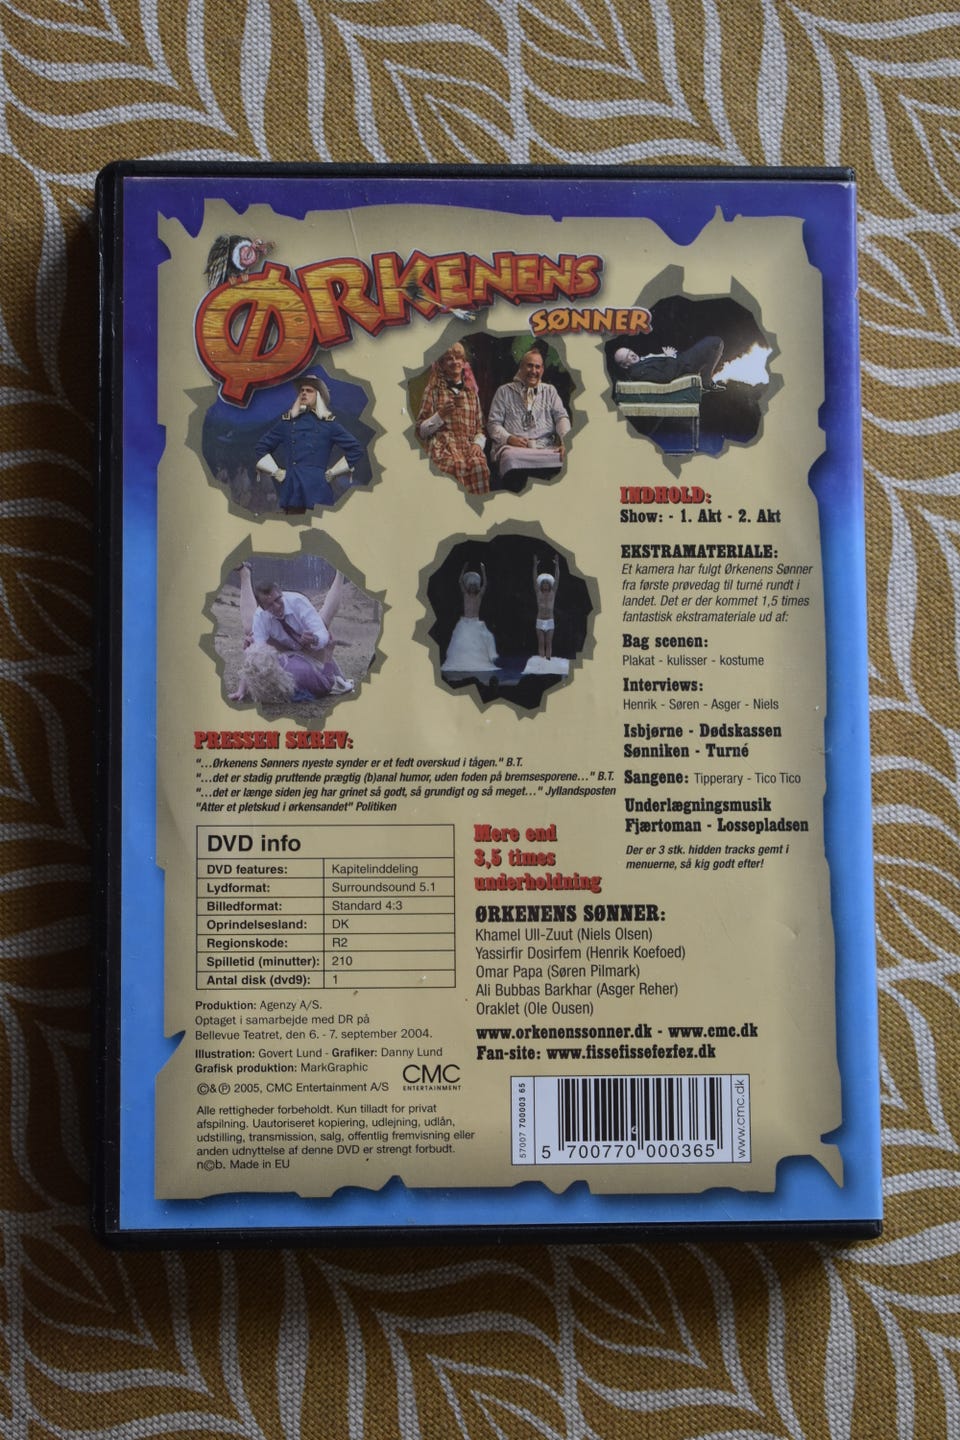 ØRKENENS
SØNNER
INDHOLD:
Show: - 1. Akt - 2. Akt
EKSTRAMATERIALE:
Et kamera har fulgt Ørkenens Sønner
fra første prøvedag til turné rundt i
landet. Det er der kommet 1,5 times
fantastisk ekstramateriale ud af:
Bag scenen:
Plakat - kulisser - kostume
Interviews:
Henrik - Søren - Asger - Niels
Isbjørne - Dødskassen
Sønniken - Turné
Sangene: Tipperary - Tico Tico
Underlægningsmusik
Fjærtoman - Lossepladsen
Der er 3 stk. hidden tracks gemt i
menuerne, så kig godt efter!
PRESSEN SKREV:
"...Ørkenens Sønners nyeste synder er et fedt overskud i tågen." B.T.
"...det er stadig pruttende prægtig (b)anal humor, uden foden på bremsesporene..." B.T.
"...det er længe siden jeg har grinet så godt, så grundigt og så meget..." Jyllandsposten
"Atter et pletskud i ørkensandet" Politiken
DVD info
DVD features: Kapitelinddeling
Lydformat: Surroundsound 5.1
Billedformat: Standard 4:3
Oprindelsesland: DK
Regionskode: R2
Spilletid (minutter): 210
Antal disk (dvd9): 1
Mere end
3,5 times
underholdning
ØRKENENS SØNNER:
Khamel Ull-Zuut (Niels Olsen)
Yassirfir Dosirfem (Henrik Koefoed)
Omar Papa (Søren Pilmark)
Ali Bubbas Barkhar (Asger Reher)
Oraklet (Ole Ousen)
www.orkenenssonner.dk - www.cmc.dk
Fan-site: www.fissefissefezfez.dk
Produktion: Agenzy A/S.
Optaget i samarbejde med DR på
Bellevue Teatret, den 6. - 7. september 2004.
Illustration: Govert Lund - Grafiker: Danny Lund
Grafisk produktion: MarkGraphic
©&℗ 2005, CMC Entertainment A/S
CMC
ENTERTAINMENT
Alle rettigheder forbeholdt. Kun tilladt for privat
afspilning. Uautoriseret kopiering, udlejning, udlån,
udstilling, transmission, salg, offentlig fremvisning eller
anden udnyttelse af denne DVD er strengt forbudt.
n©b. Made in EU
57007 700003 65
5 700770 000365
www.cmc.dk